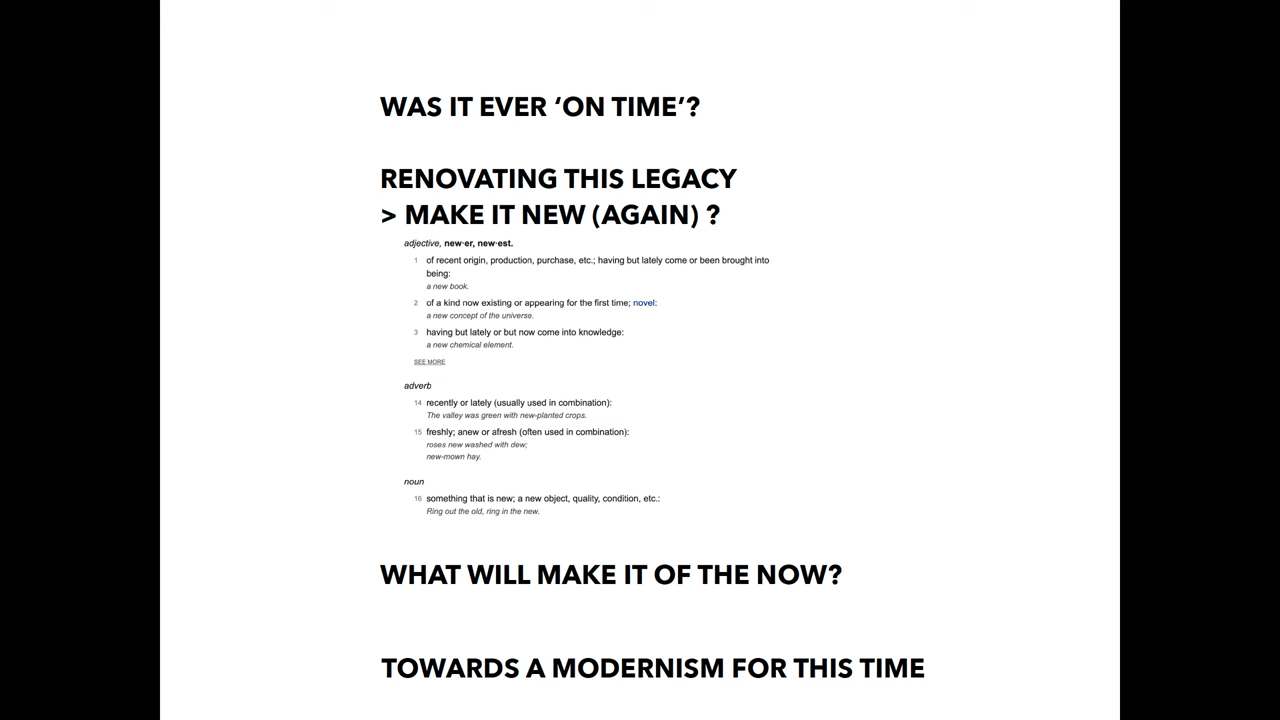 WAS IT EVER ‘ON TIME’?
RENOVATING THIS LEGACY
> MAKE IT NEW (AGAIN) ?
adjective, new·er, new·est.
1 of recent origin, production, purchase, etc.; having but lately come or been brought into
being:
a new book.
2 of a kind now existing or appearing for the first time; novel:
a new concept of the universe.
3 having but lately or but now come into knowledge:
a new chemical element.
SEE MORE
adverb
14 recently or lately (usually used in combination):
The valley was green with new-planted crops.
15 freshly; anew or afresh (often used in combination):
roses new washed with dew;
new-mown hay.
noun
16 something that is new; a new object, quality, condition, etc.:
Ring out the old, ring in the new.
WHAT WILL MAKE IT OF THE NOW?
TOWARDS A MODERNISM FOR THIS TIME